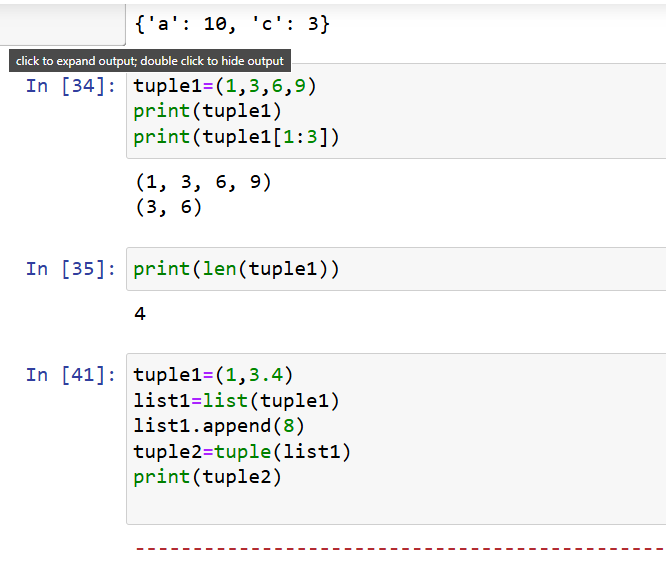 {'a': 10, 'c': 3}
click to expand output; double click to hide output
In [34]: tuple1=(1,3,6,9)
print(tuple1)
print(tuple1[1:3])
(1, 3, 6, 9)
(3, 6)
In [35]: print(len(tuple1))
4
In [41]: tuple1=(1,3.4)
list1=list(tuple1)
list1.append(8)
tuple2=tuple(list1)
print(tuple2)
---------------------------------------------